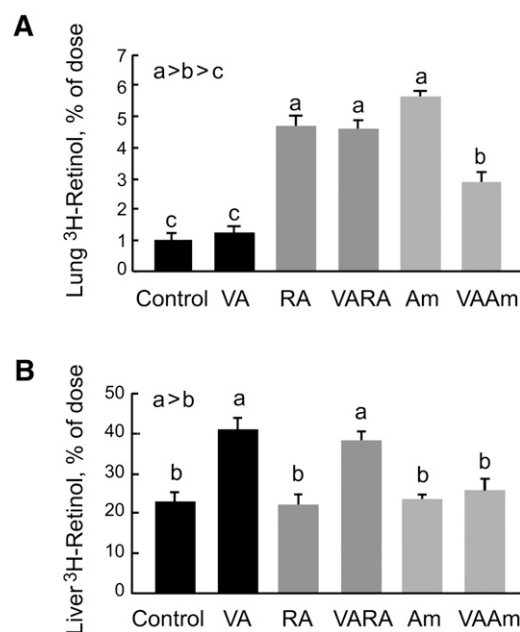 A
Lung ³H-Retinol, % of dose
7
6
5
4
3
2
1
0
a>b>c
c
c
a
a
a
b
Control VA RA VARA Am VAAm
B
Liver ³H-Retinol, % of dose
50
40
30
20
10
0
a>b
b
a
b
a
b
b
Control VA RA VARA Am VAAm